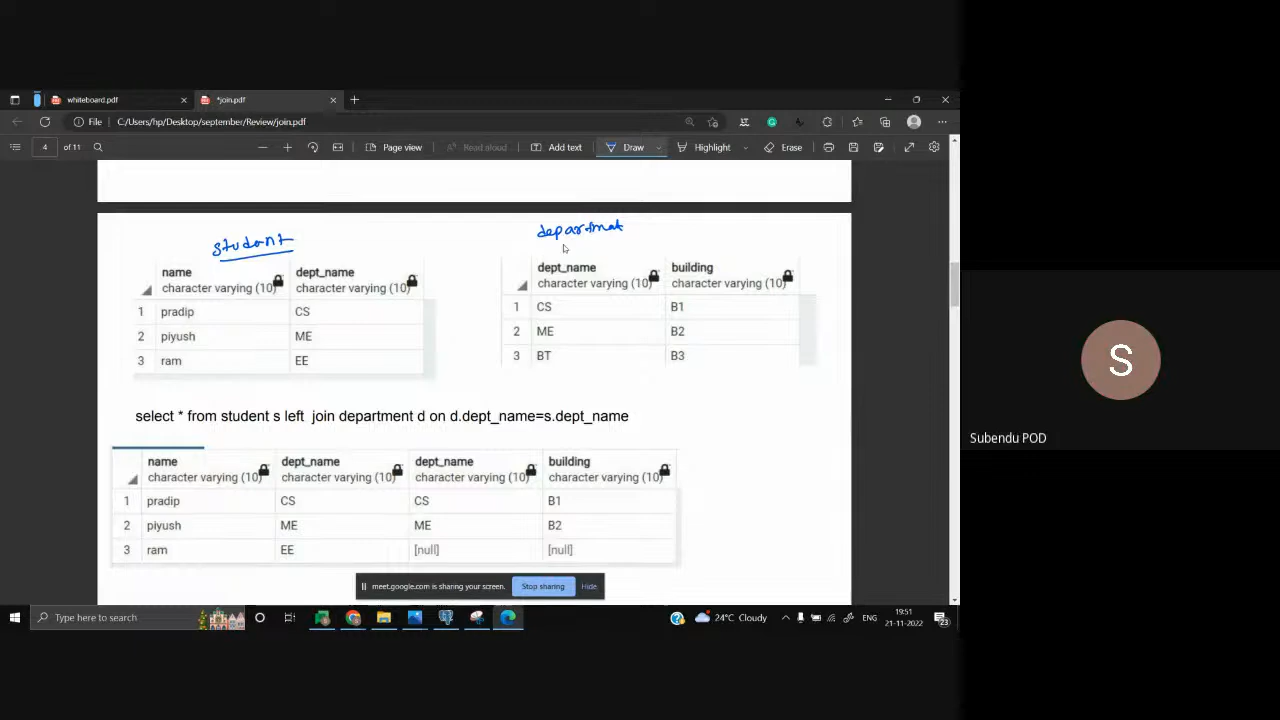 whiteboard.pdf
*join.pdf
File
C:/Users/hp/Desktop/september/Review/join.pdf
4 of 11
Page view
Read aloud
Add text
Draw
Highlight
Erase
student
departmat
name dept_name
character varying (10) character varying (10)
1 pradip CS
2 piyush ME
3 ram EE
dept_name building
character varying (10) character varying (10)
1 CS B1
2 ME B2
3 BT B3
select * from student s left join department d on d.dept_name=s.dept_name
name dept_name dept_name building
character varying (10) character varying (10) character varying (10) character varying (10)
1 pradip CS CS B1
2 piyush ME ME B2
3 ram EE [null] [null]
meet.google.com is sharing your screen. Stop sharing Hide
Type here to search
24°C Cloudy
ENG
19:51
21-11-2022
23
S
Subendu POD